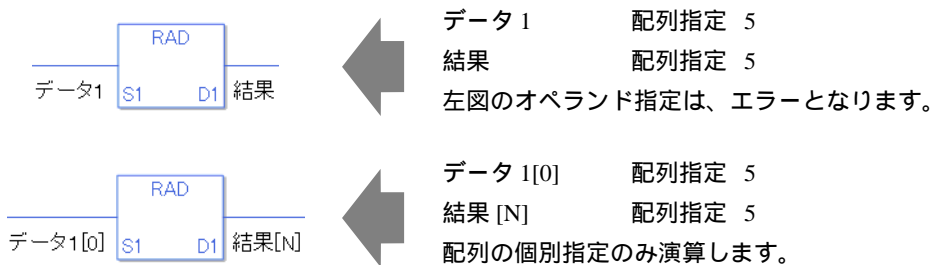 RAD
データ1 S1 D1 結果
データ1 配列指定 5
結果 配列指定 5
左図のオペランド指定は、エラーとなります。
RAD
データ1[0] S1 D1 結果[N]
データ1[0] 配列指定 5
結果[N] 配列指定 5
配列の個別指定のみ演算します。